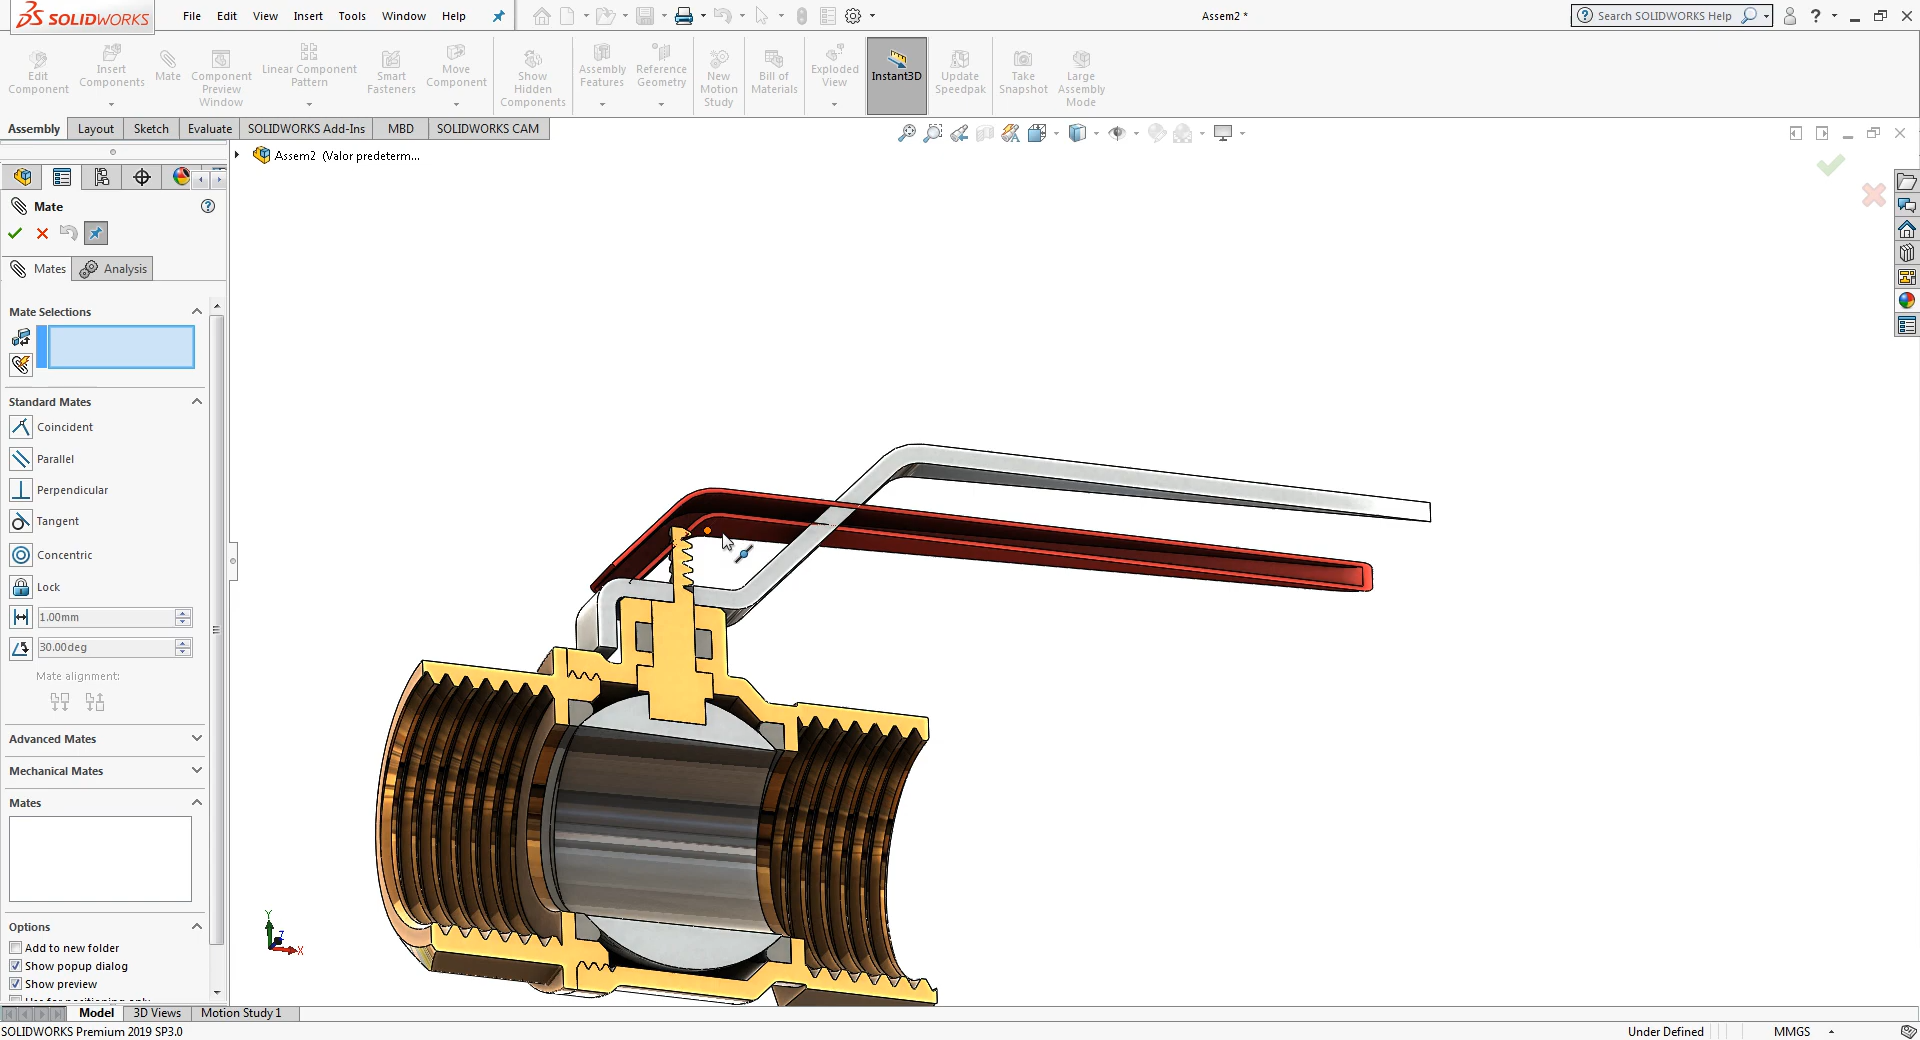 SOLIDWORKS File Edit View Insert Tools Window Help Assem2 * Search SOLIDWORKS Help ?
Edit Component
Insert Components
Mate
Component Preview Window
Linear Component Pattern
Smart Fasteners
Move Component
Show Hidden Components
Assembly Features
Reference Geometry
New Motion Study
Bill of Materials
Exploded View
Instant3D
Update Speedpak
Take Snapshot
Large Assembly Mode
Assembly Layout Sketch Evaluate SOLIDWORKS Add-Ins MBD SOLIDWORKS CAM
Assem2 (Valor predeterm...
Mate
Mates Analysis
Mate Selections
Standard Mates
Coincident
Parallel
Perpendicular
Tangent
Concentric
Lock
1.00mm
30.00deg
Mate alignment:
Advanced Mates
Mechanical Mates
Mates
Options
Add to new folder
Show popup dialog
Show preview
Use for positioning only
Y
Z
X
Model 3D Views Motion Study 1
SOLIDWORKS Premium 2019 SP3.0 Under Defined MMGS